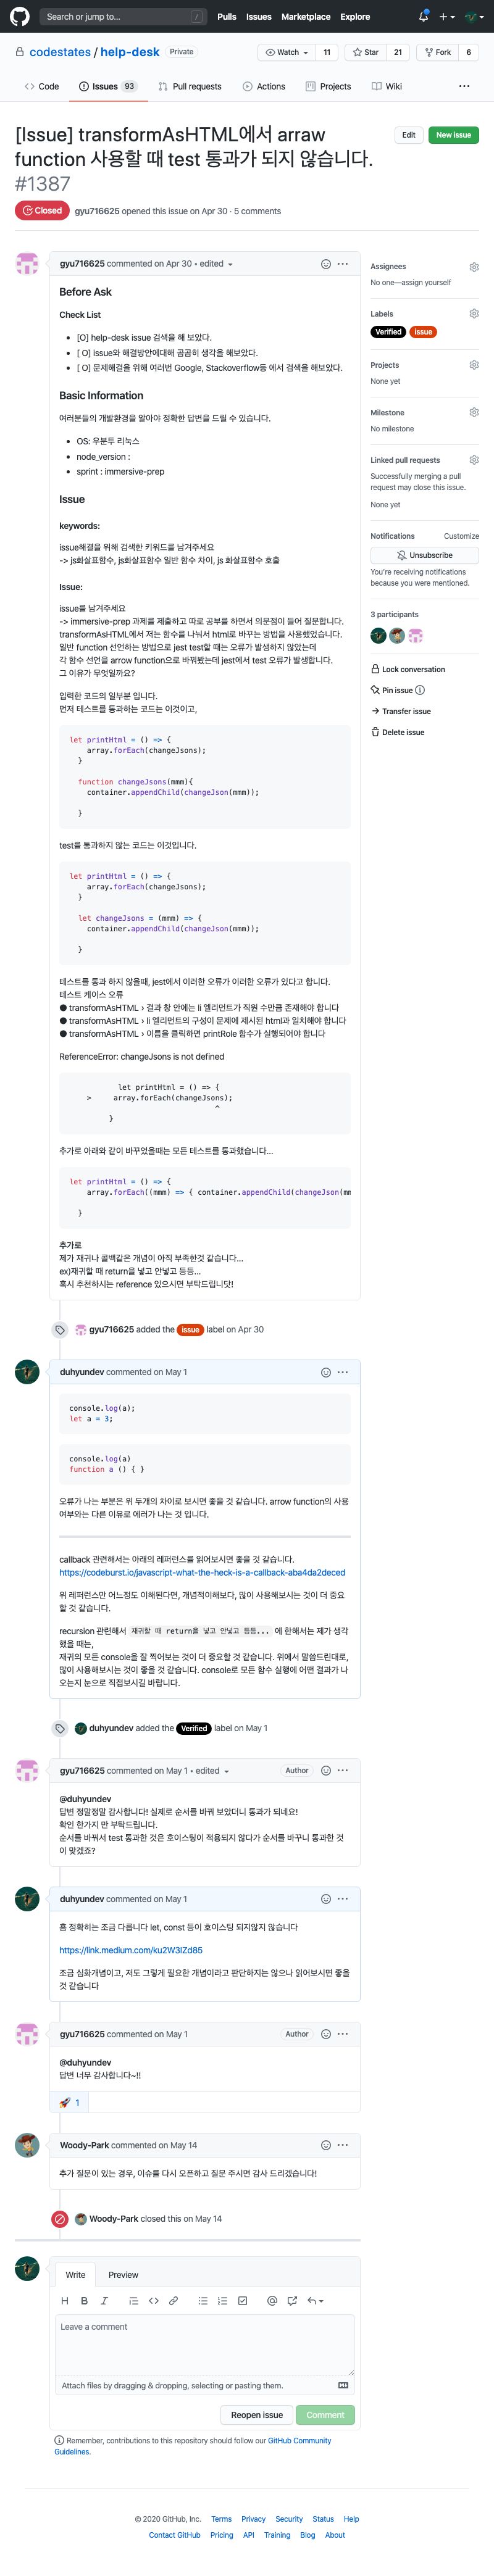 Search or jump to...
/
Pulls Issues Marketplace Explore
codestates / help-desk Private
Watch 11 Star 21 Fork 6
Code Issues 93 Pull requests Actions Projects Wiki
[Issue] transformAsHTML에서 arraw
function 사용할 때 test 통과가 되지 않습니다.
#1387
Edit New issue
Closed gyu716625 opened this issue on Apr 30 · 5 comments
gyu716625 commented on Apr 30 • edited
Before Ask
Check List
[O] help-desk issue 검색을 해 보았다.
[ O] issue와 해결방안에대해 곰곰히 생각을 해보았다.
[ O] 문제해결을 위해 여러번 Google, Stackoverflow등 에서 검색을 해보았다.
Basic Information
여러분들의 개발환경을 알아야 정확한 답변을 드릴 수 있습니다.
OS: 우분투 리눅스
node_version :
sprint : immersive-prep
Issue
keywords:
issue해결을 위해 검색한 키워드를 남겨주세요
-> js화살표함수, js화살표함수 일반 함수 차이, js 화살표함수 호출
Issue:
issue를 남겨주세요
-> immersive-prep 과제를 제출하고 따로 공부를 하면서 의문점이 들어 질문합니다.
transformAsHTML에서 저는 함수를 나눠서 html로 바꾸는 방법을 사용했었습니다.
일반 function 선언하는 방법으로 jest test할 때는 오류가 발생하지 않았는데
각 함수 선언을 arrow function으로 바꿔봤는데 jest에서 test 오류가 발생합니다.
그 이유가 무엇일까요?
입력한 코드의 일부분 입니다.
먼저 테스트를 통과하는 코드는 이것이고,
let printHtml = () => {
array.forEach(changeJsons);
}
function changeJsons(mmm){
container.appendChild(changeJson(mmm));
}
test를 통과하지 않는 코드는 이것입니다.
let printHtml = () => {
array.forEach(changeJsons);
}
let changeJsons = (mmm) => {
container.appendChild(changeJson(mmm));
}
테스트를 통과 하지 않을때, jest에서 이러한 오류가 이러한 오류가 있다고 합니다.
테스트 케이스 오류
● transformAsHTML › 결과 창 안에는 li 엘리먼트가 직원 수만큼 존재해야 합니다
● transformAsHTML › li 엘리먼트의 구성이 문제에 제시된 html과 일치해야 합니다
● transformAsHTML › 이름을 클릭하면 printRole 함수가 실행되어야 합니다
ReferenceError: changeJsons is not defined
let printHtml = () => {
> array.forEach(changeJsons);
^
}
추가로 아래와 같이 바꾸었을때는 모든 테스트를 통과했습니다...
let printHtml = () => {
array.forEach((mmm) => { container.appendChild(changeJson(mm
}
추가로
제가 재귀나 콜백같은 개념이 아직 부족한것 같습니다...
ex)재귀할 때 return을 넣고 안넣고 등등...
혹시 추천하시는 reference 있으시면 부탁드립니닷!
gyu716625 added the issue label on Apr 30
duhyundev commented on May 1
console.log(a);
let a = 3;
console.log(a)
function a () { }
오류가 나는 부분은 위 두개의 차이로 보시면 좋을 것 같습니다. arrow function의 사용
여부와는 다른 이유로 에러가 나는 것 입니다.
callback 관련해서는 아래의 레퍼런스를 읽어보시면 좋을 것 같습니다.
https://codeburst.io/javascript-what-the-heck-is-a-callback-aba4da2deced
위 레퍼런스만 어느정도 이해된다면, 개념적이해보다, 많이 사용해보시는 것이 더 중요
할 것 같습니다.
recursion 관련해서 재귀할 때 return을 넣고 안넣고 등등... 에 한해서는 제가 생각
했을 때는,
재귀의 모든 console을 잘 찍어보는 것이 더 중요할 것 같습니다. 위에서 말씀드린대로,
많이 사용해보시는 것이 좋을 것 같습니다. console로 모든 함수 실행에 어떤 결과가 나
오는지 눈으로 직접보시길 바랍니다.
duhyundev added the Verified label on May 1
gyu716625 commented on May 1 • edited Author
@duhyundev
답변 정말정말 감사합니다! 실제로 순서를 바꿔 보았더니 통과가 되네요!
확인 한가지 만 부탁드립니다.
순서를 바꿔서 test 통과한 것은 호이스팅이 적용되지 않다가 순서를 바꾸니 통과한 것
이 맞겠죠?
duhyundev commented on May 1
흠 정확히는 조금 다릅니다 let, const 등이 호이스팅 되지않지 않습니다
https://link.medium.com/ku2W3IZd85
조금 심화개념이고, 저도 그렇게 필요한 개념이라고 판단하지는 않으나 읽어보시면 좋을
것 같습니다
gyu716625 commented on May 1 Author
@duhyundev
답변 너무 감사합니다~!!
🚀 1
Woody-Park commented on May 14
추가 질문이 있는 경우, 이슈를 다시 오픈하고 질문 주시면 감사 드리겠습니다!
Woody-Park closed this on May 14
Write Preview
Leave a comment
Attach files by dragging & dropping, selecting or pasting them.
Reopen issue Comment
Remember, contributions to this repository should follow our GitHub Community
Guidelines.
Assignees
No one—assign yourself
Labels
Verified issue
Projects
None yet
Milestone
No milestone
Linked pull requests
Successfully merging a pull
request may close this issue.
None yet
Notifications Customize
Unsubscribe
You're receiving notifications
because you were mentioned.
3 participants
Lock conversation
Pin issue
Transfer issue
Delete issue
© 2020 GitHub, Inc. Terms Privacy Security Status Help
Contact GitHub Pricing API Training Blog About